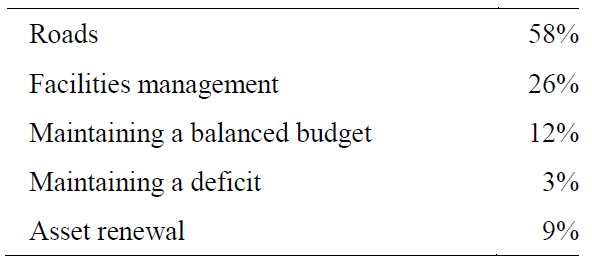 Roads 58%
Facilities management 26%
Maintaining a balanced budget 12%
Maintaining a deficit 3%
Asset renewal 9%